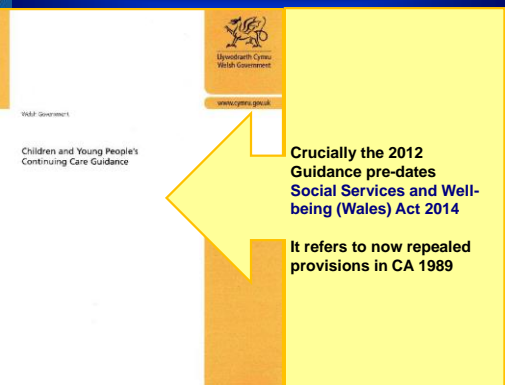 Llywodraeth Cymru
Welsh Government
www.cymru.gov.uk
Welsh Government
Children and Young People's
Continuing Care Guidance
Crucially the 2012
Guidance pre-dates
Social Services and Well-
being (Wales) Act 2014
It refers to now repealed
provisions in CA 1989